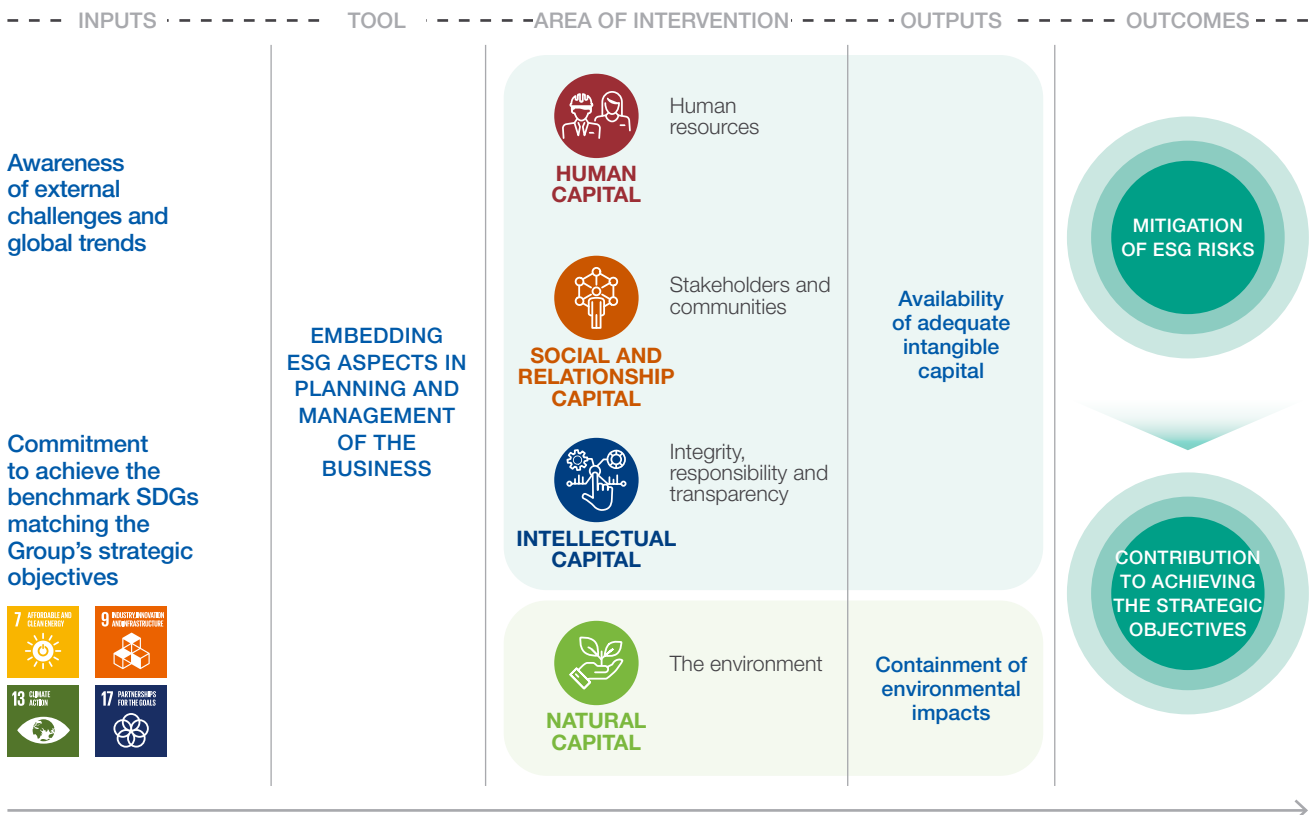 INPUTS
TOOL
AREA OF INTERVENTION
OUTPUTS
OUTCOMES
Awareness
of external
challenges and
global trends
Commitment
to achieve the
benchmark SDGs
matching the
Group's strategic
objectives
7 AFFORDABLE AND
CLEAN ENERGY
9 INDUSTRY, INNOVATION
AND INFRASTRUCTURE
13 CLIMATE
ACTION
17 PARTNERSHIPS
FOR THE GOALS
EMBEDDING
ESG ASPECTS IN
PLANNING AND
MANAGEMENT
OF THE
BUSINESS
HUMAN
CAPITAL
Human
resources
SOCIAL AND
RELATIONSHIP
CAPITAL
Stakeholders and
communities
INTELLECTUAL
CAPITAL
Integrity,
responsibility and
transparency
NATURAL
CAPITAL
The environment
Availability
of adequate
intangible
capital
Containment of
environmental
impacts
MITIGATION
OF ESG RISKS
CONTRIBUTION
TO ACHIEVING
THE STRATEGIC
OBJECTIVES